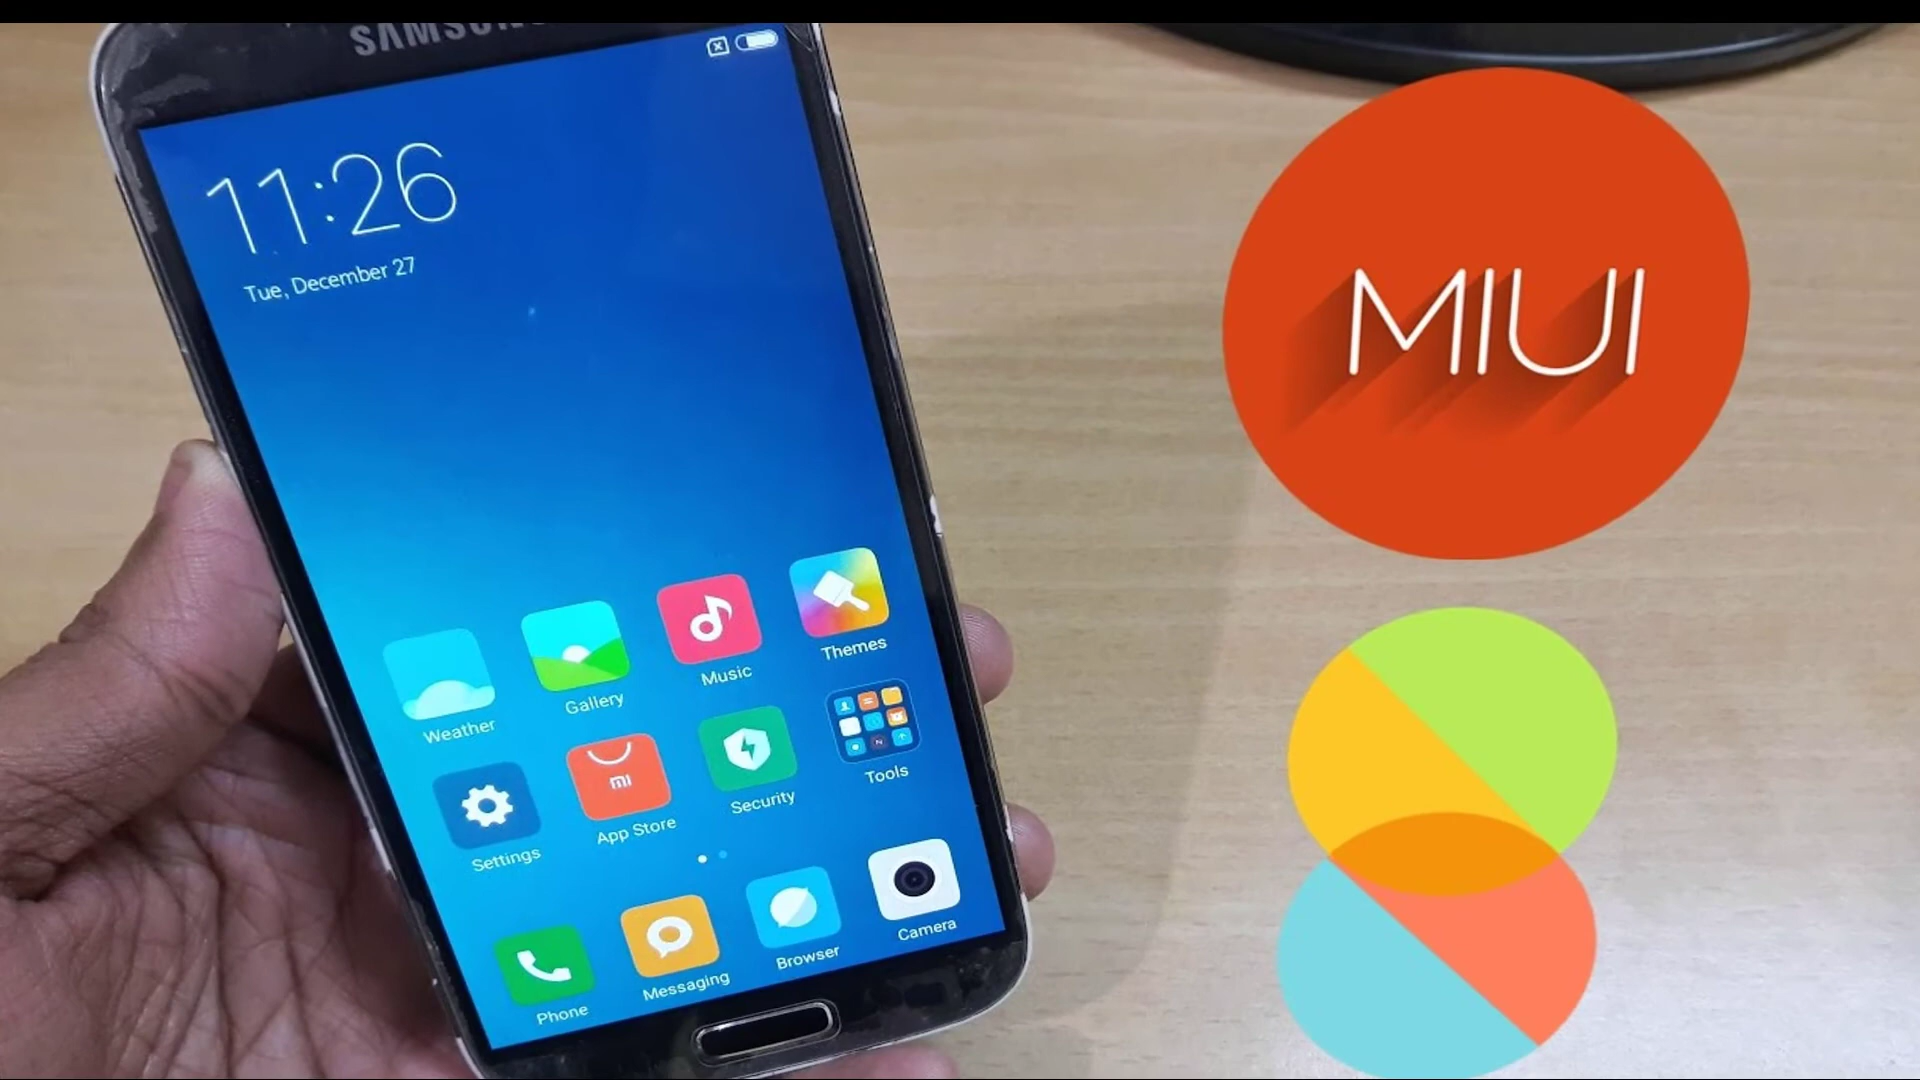 SAMSUNG
11:26
Tue, December 27
MIUI
Weather
Gallery
Music
Themes
Settings
mi
App Store
Security
Tools
Phone
Messaging
Browser
Camera